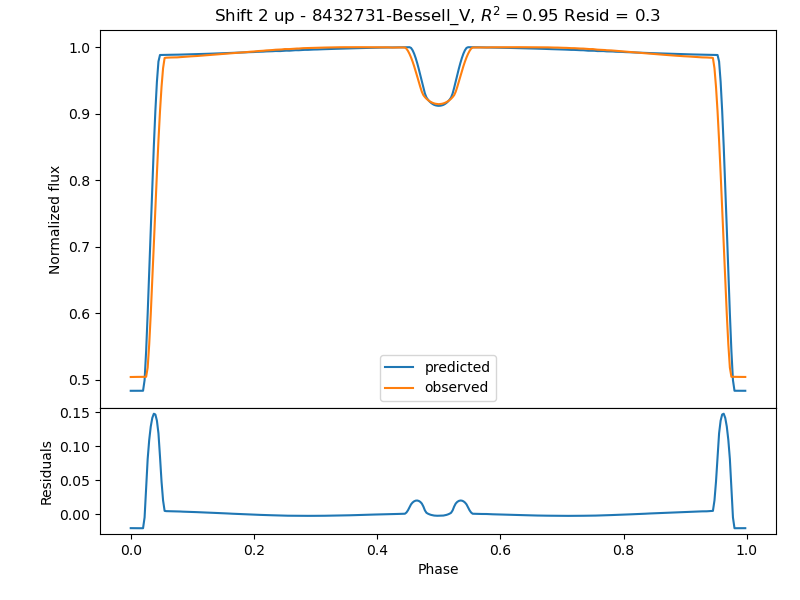 Shift 2 up - 8432731-Bessell_V, R² = 0.95 Resid = 0.3
1.0
0.9
0.8
0.7
0.6
0.5
Normalized flux
predicted
observed
0.15
0.10
0.05
0.00
Residuals
0.0 0.2 0.4 0.6 0.8 1.0
Phase